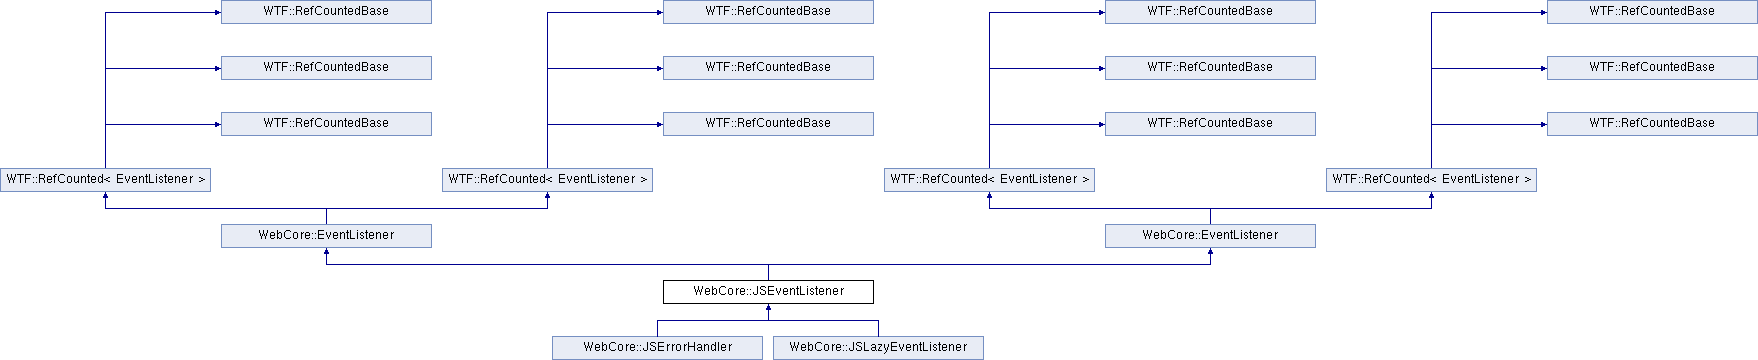 WTF::RefCountedBase
WTF::RefCountedBase
WTF::RefCountedBase
WTF::RefCountedBase
WTF::RefCountedBase
WTF::RefCountedBase
WTF::RefCountedBase
WTF::RefCountedBase
WTF::RefCountedBase
WTF::RefCountedBase
WTF::RefCountedBase
WTF::RefCountedBase
WTF::RefCounted< EventListener >
WTF::RefCounted< EventListener >
WTF::RefCounted< EventListener >
WTF::RefCounted< EventListener >
WebCore::EventListener
WebCore::EventListener
WebCore::JSEventListener
WebCore::JSErrorHandler
WebCore::JSLazyEventListener